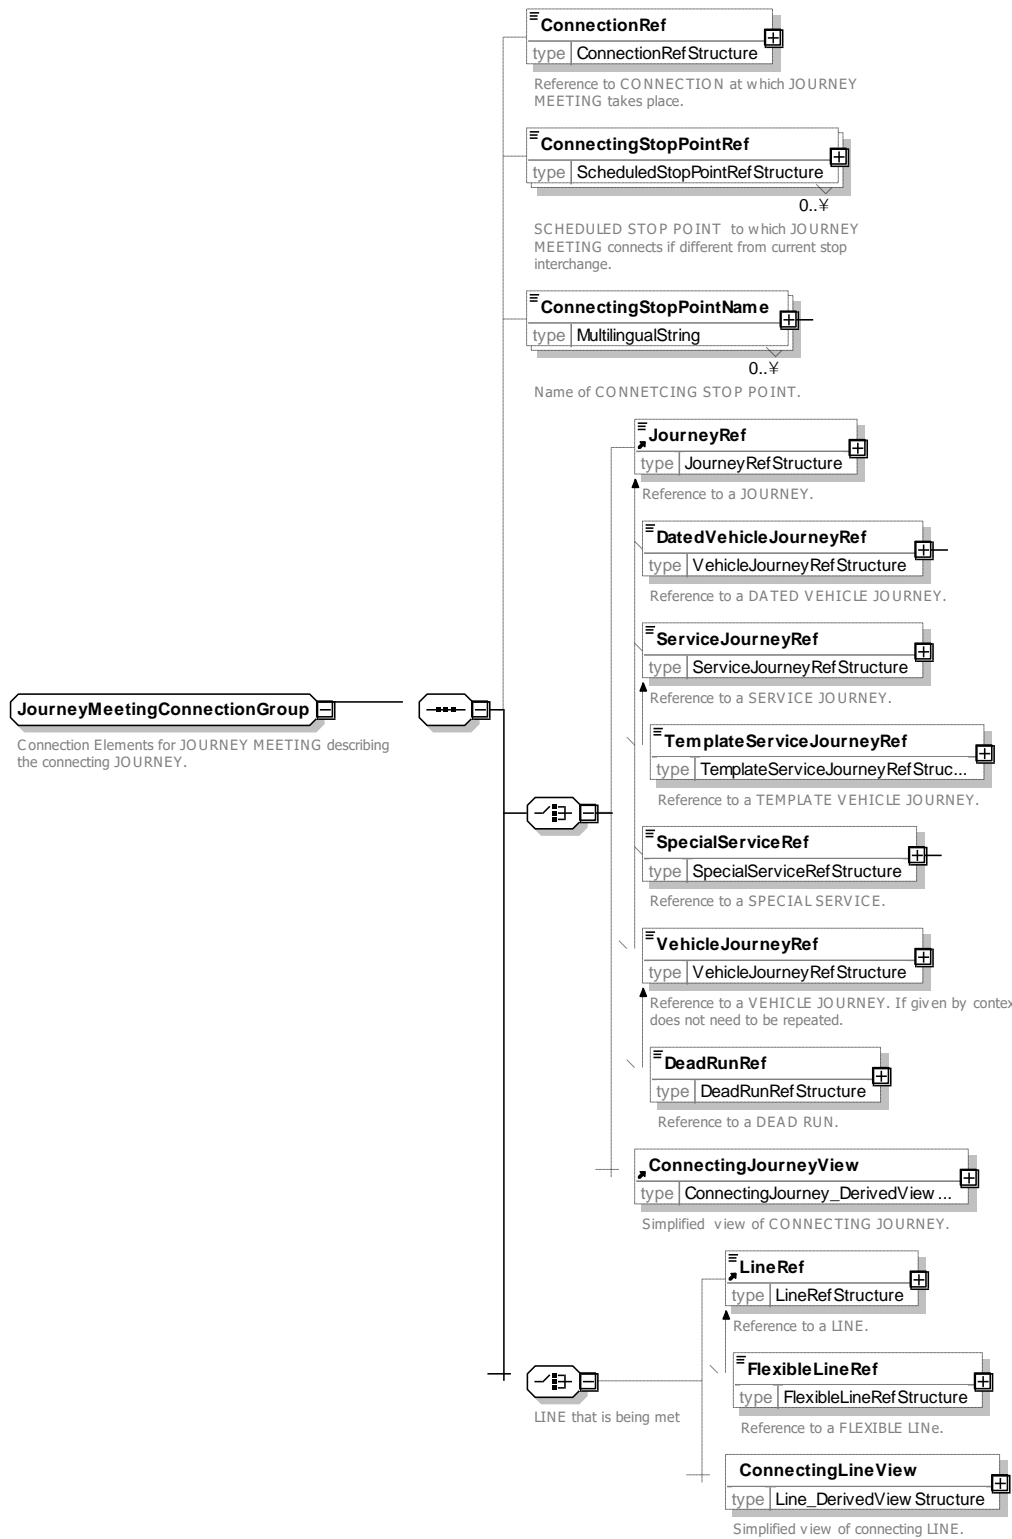 ConnectionRef
type ConnectionRefStructure
Reference to CONNECTION at which JOURNEY
MEETING takes place.
ConnectingStopPointRef
type ScheduledStopPointRefStructure
0..¥
SCHEDULED STOP POINT to which JOURNEY
MEETING connects if different from current stop
interchange.
ConnectingStopPointName
type MultilingualString
0..¥
Name of CONNETCING STOP POINT.
JourneyRef
type JourneyRefStructure
Reference to a JOURNEY.
DatedVehicleJourneyRef
type VehicleJourneyRefStructure
Reference to a DATED VEHICLE JOURNEY.
ServiceJourneyRef
type ServiceJourneyRefStructure
Reference to a SERVICE JOURNEY.
JourneyMeetingConnectionGroup
Connection Elements for JOURNEY MEETING describing
the connecting JOURNEY.
TemplateServiceJourneyRef
type TemplateServiceJourneyRefStruc...
Reference to a TEMPLATE VEHICLE JOURNEY.
SpecialServiceRef
type SpecialServiceRefStructure
Reference to a SPECIAL SERVICE.
VehicleJourneyRef
type VehicleJourneyRefStructure
Reference to a VEHICLE JOURNEY. If given by contex
does not need to be repeated.
DeadRunRef
type DeadRunRefStructure
Reference to a DEAD RUN.
ConnectingJourneyView
type ConnectingJourney_DerivedView...
Simplified view of CONNECTING JOURNEY.
LineRef
type LineRefStructure
Reference to a LINE.
FlexibleLineRef
type FlexibleLineRefStructure
Reference to a FLEXIBLE LINe.
LINE that is being met
ConnectingLineView
type Line_DerivedViewStructure
Simplified view of connecting LINE.